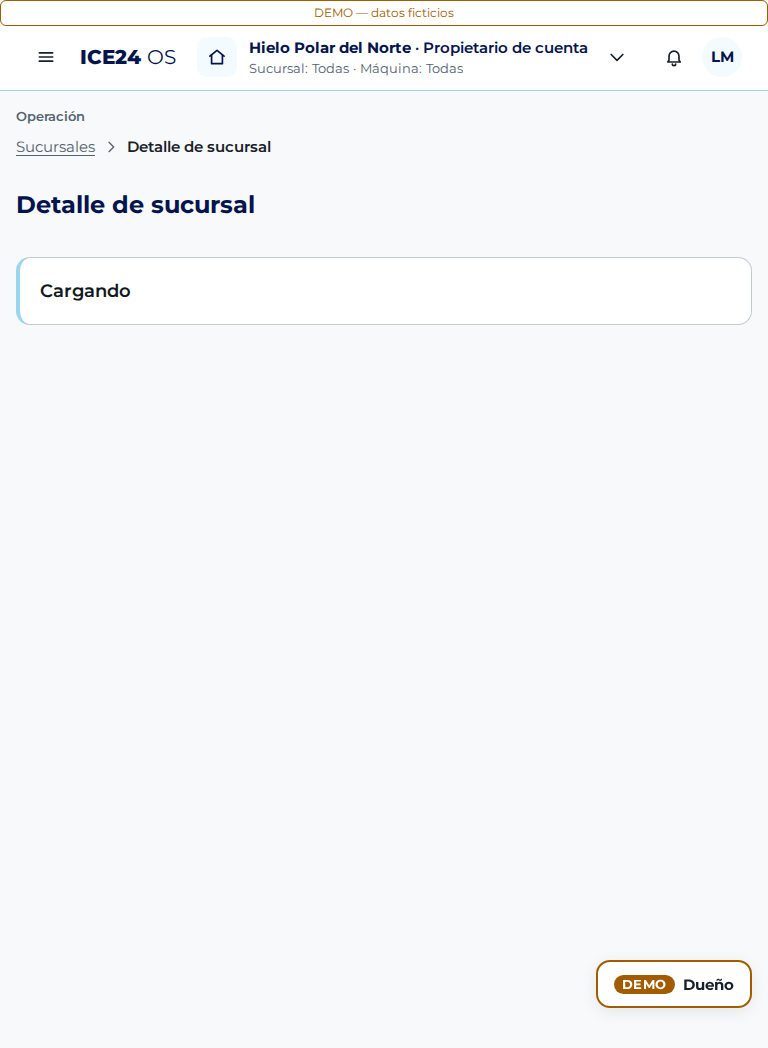 DEMO — datos ficticios
ICE24 OS
Hielo Polar del Norte · Propietario de cuenta
Sucursal: Todas · Máquina: Todas
LM
Operación
Sucursales > Detalle de sucursal
Detalle de sucursal
Cargando
DEMO Dueño